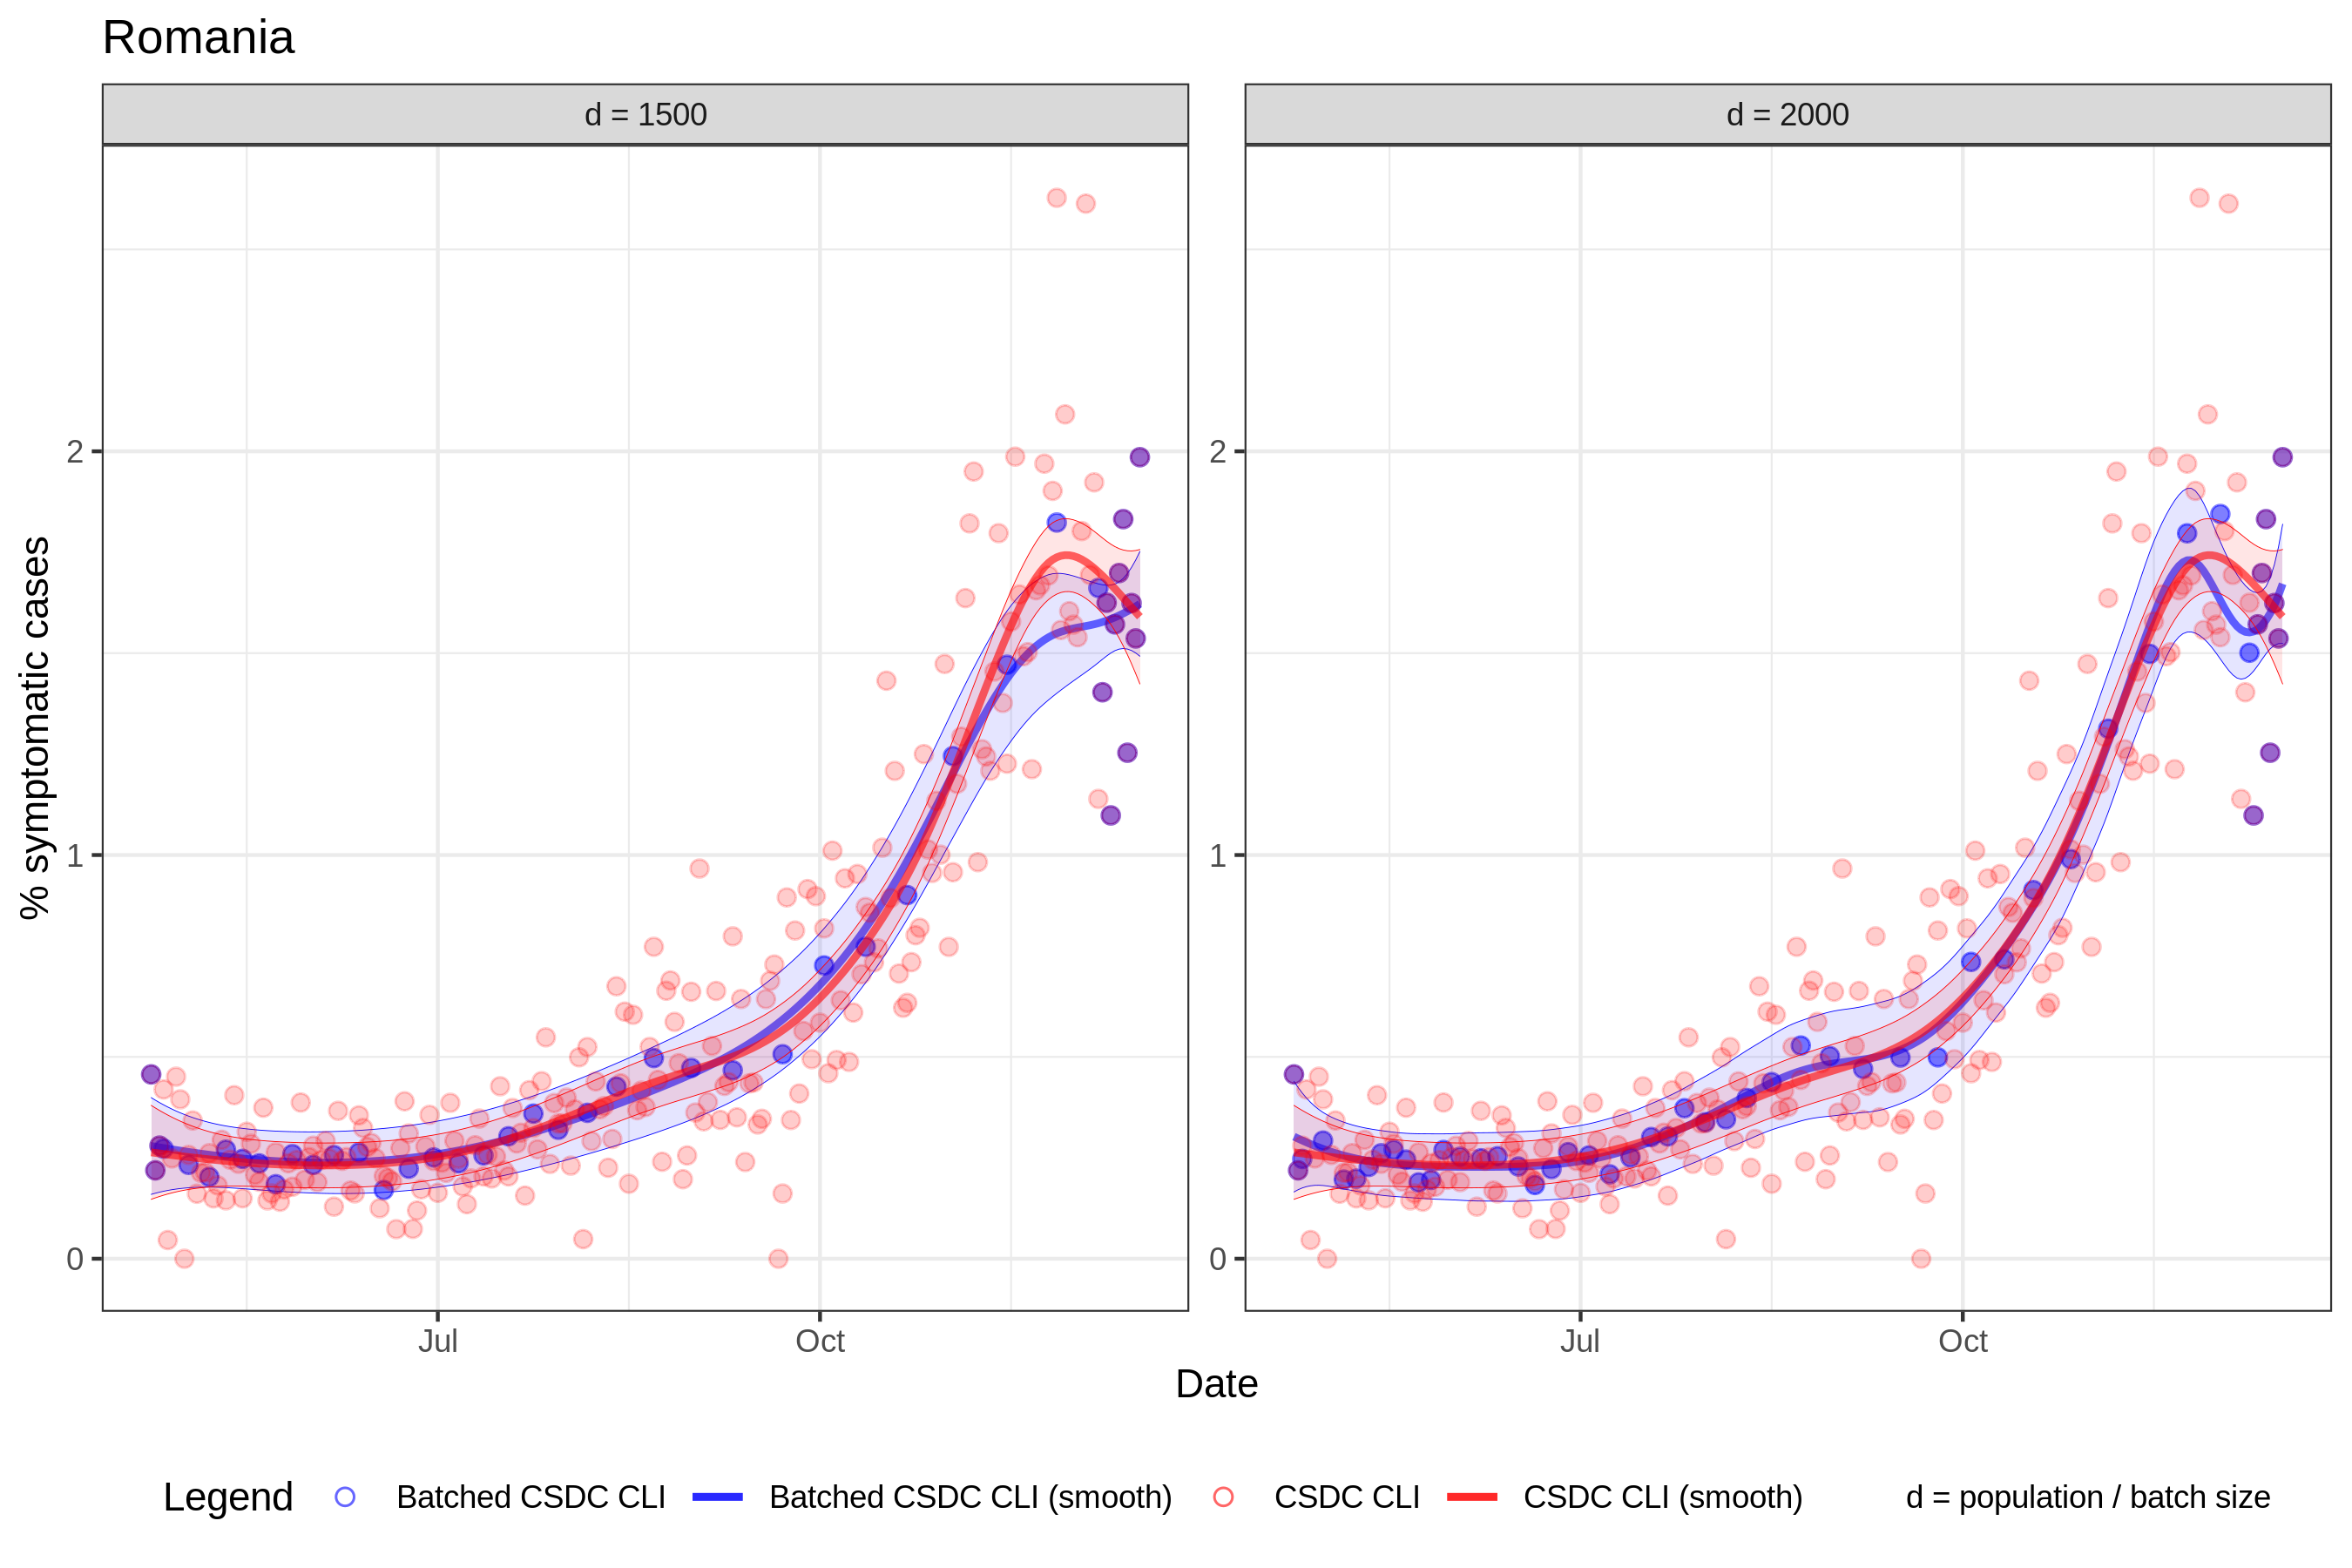 Romania
d = 1500
d = 2000
% symptomatic cases
2
1
0
2
1
0
Jul
Oct
Jul
Oct
Date
Legend Batched CSDC CLI Batched CSDC CLI (smooth) CSDC CLI CSDC CLI (smooth) d = population / batch size